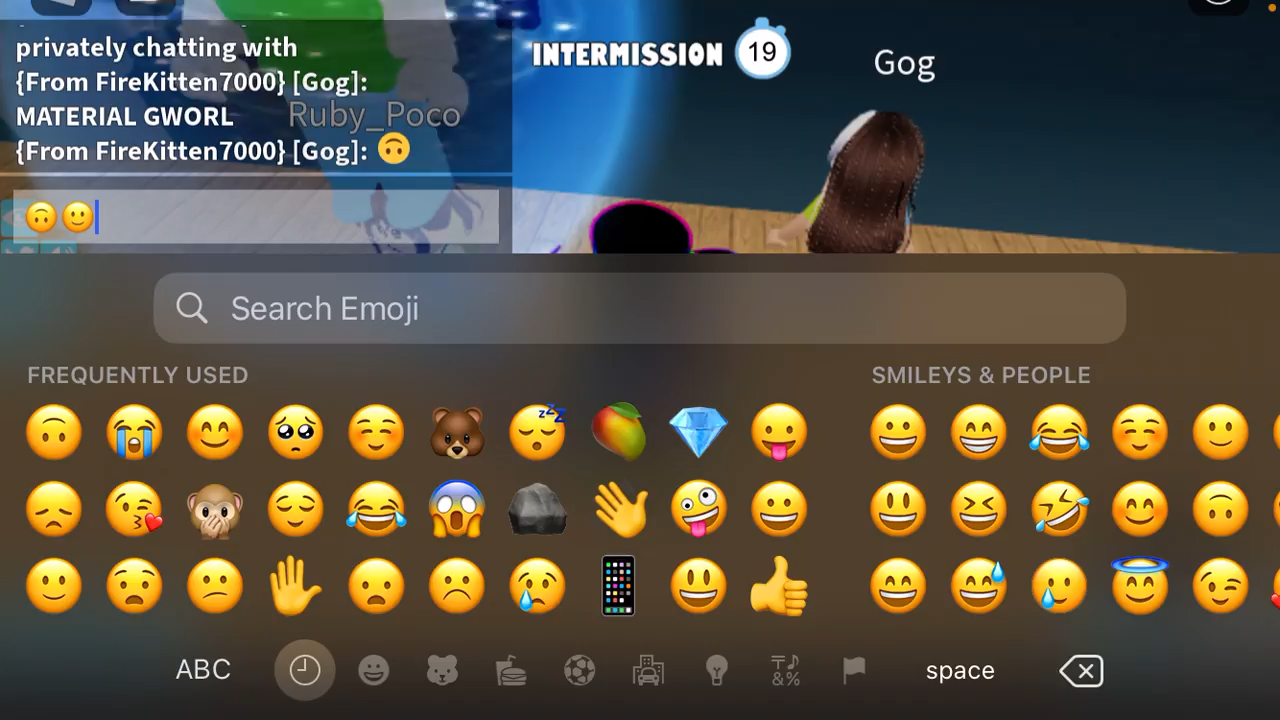 privately chatting with
{From FireKitten7000} [Gog]:
MATERIAL GWORL
{From FireKitten7000} [Gog]: 🙃
Ruby_Poco
🙃🙂
INTERMISSION 19
Gog
Search Emoji
FREQUENTLY USED
SMILEYS & PEOPLE
ABC
space